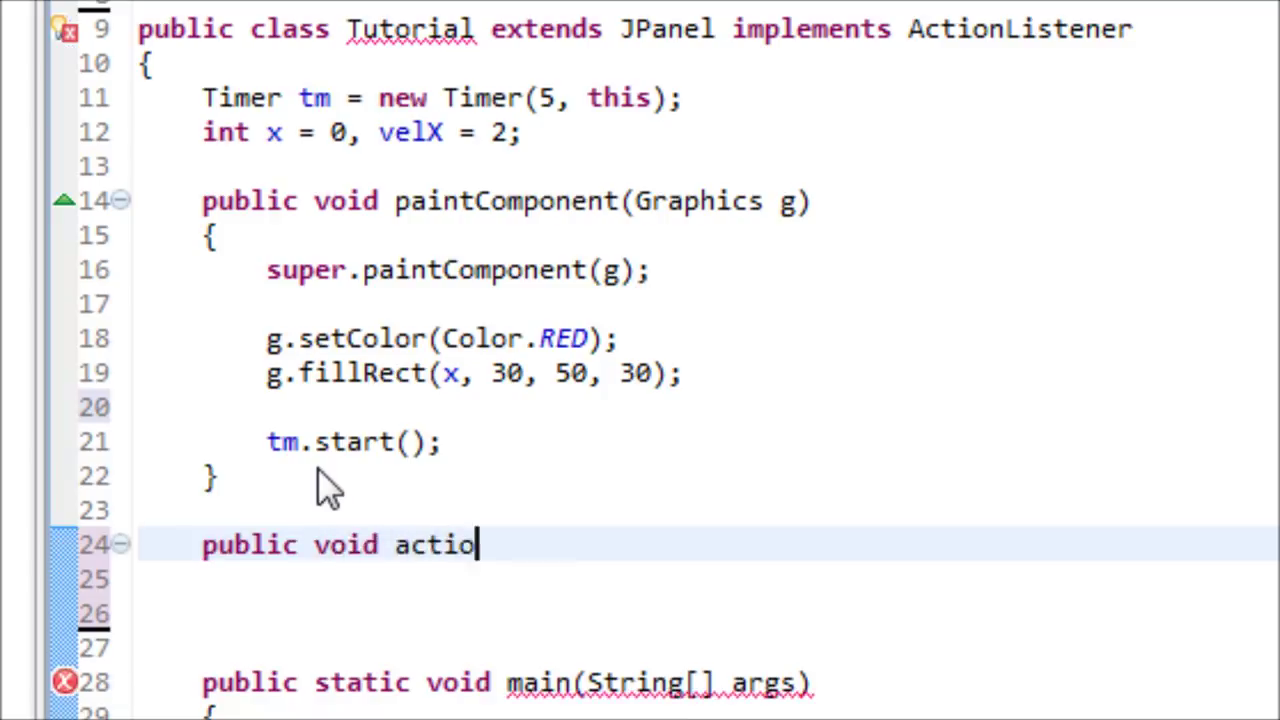 9 public class Tutorial extends JPanel implements ActionListener
10 {
11 Timer tm = new Timer(5, this);
12 int x = 0, velX = 2;
13
14 public void paintComponent(Graphics g)
15 {
16 super.paintComponent(g);
17
18 g.setColor(Color.RED);
19 g.fillRect(x, 30, 50, 30);
20
21 tm.start();
22 }
23
24 public void actio
25
26
27
28 public static void main(String[] args)
29 {